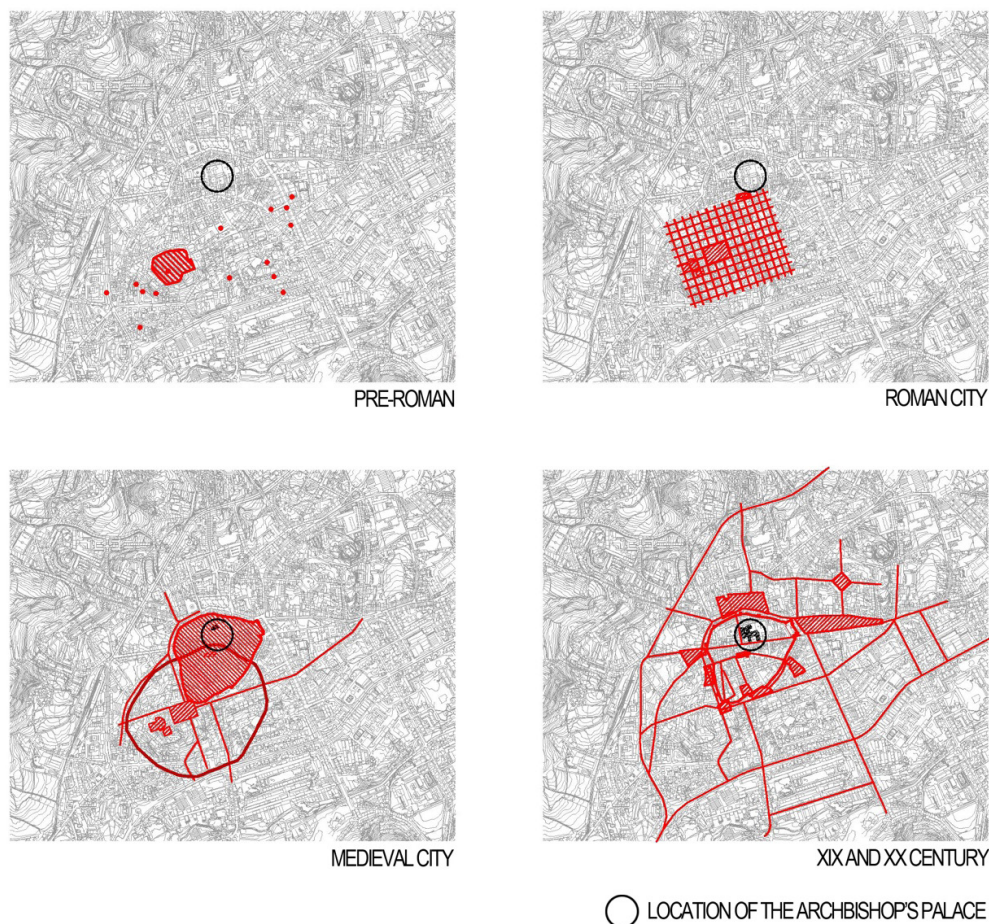 PRE-ROMAN
ROMAN CITY
MEDIEVAL CITY
XIX AND XX CENTURY
LOCATION OF THE ARCHBISHOP'S PALACE